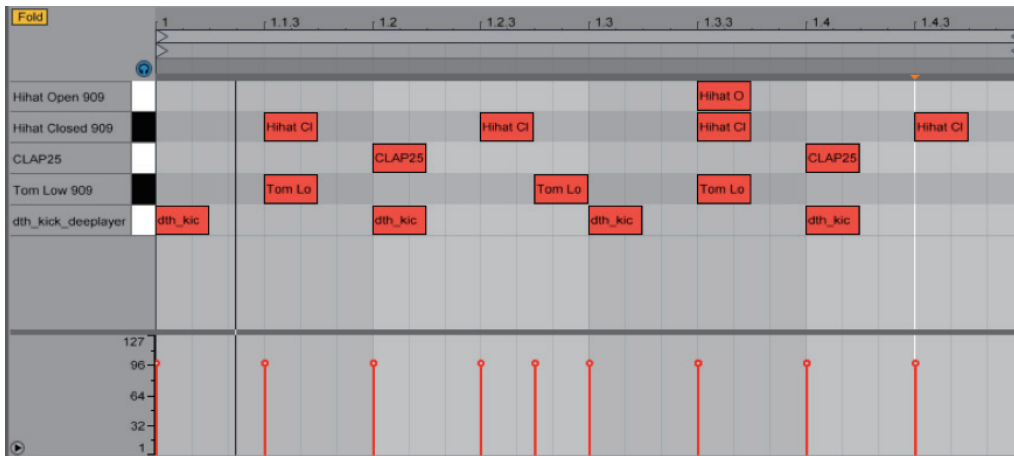 Fold
1 1.1.3 1.2 1.2.3 1.3 1.3.3 1.4 1.4.3
Hihat Open 909 Hihat O
Hihat Closed 909 Hihat Cl Hihat Cl Hihat Cl Hihat Cl
CLAP25 CLAP25 CLAP25
Tom Low 909 Tom Lo Tom Lo Tom Lo
dth_kick_deeplayer dth_kic dth_kic dth_kic dth_kic
127
96
64
32
1